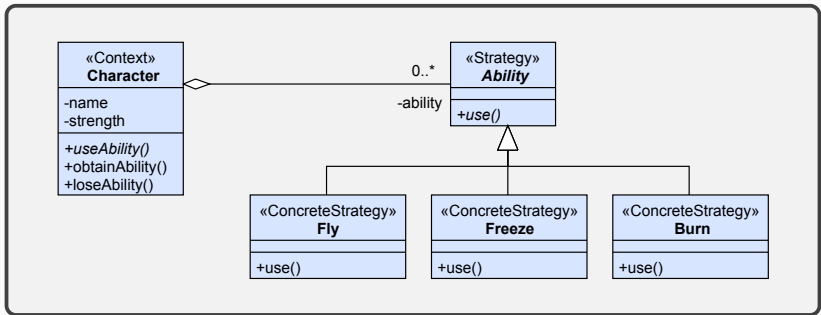 «Context»
Character
-name
-strength
+useAbility()
+obtainAbility()
+loseAbility()
0..*
-ability
«Strategy»
Ability
+use()
«ConcreteStrategy»
Fly
+use()
«ConcreteStrategy»
Freeze
+use()
«ConcreteStrategy»
Burn
+use()